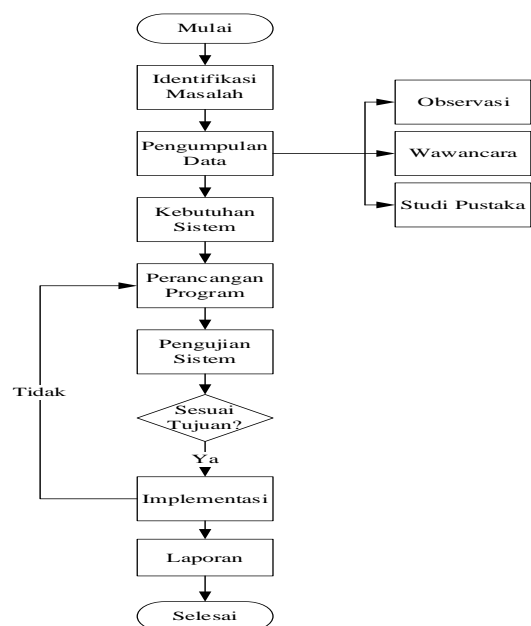 Mulai
Identifikasi
Masalah
Observasi
Pengumpulan
Data
Wawancara
Studi Pustaka
Kebutuhan
Sistem
Perancangan
Program
Pengujian
Sistem
Tidak
Sesuai
Tujuan?
Ya
Implementasi
Laporan
Selesai